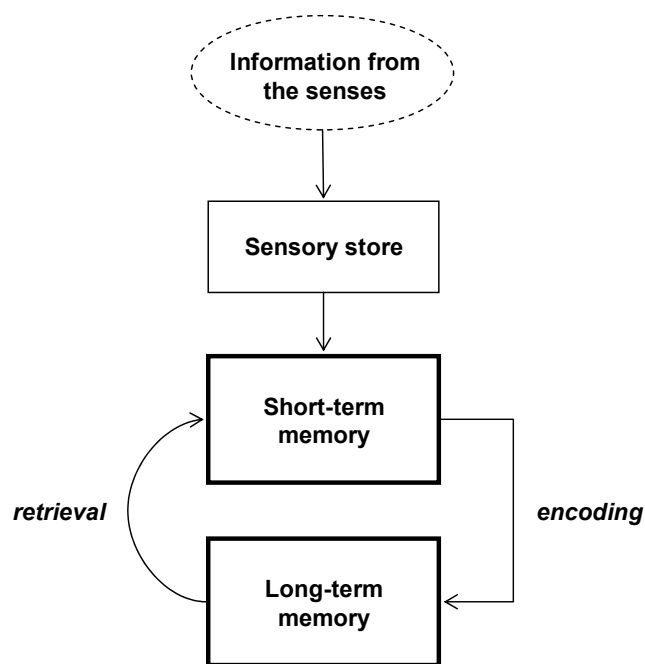 Information from
the senses
Sensory store
Short-term
memory
retrieval
encoding
Long-term
memory